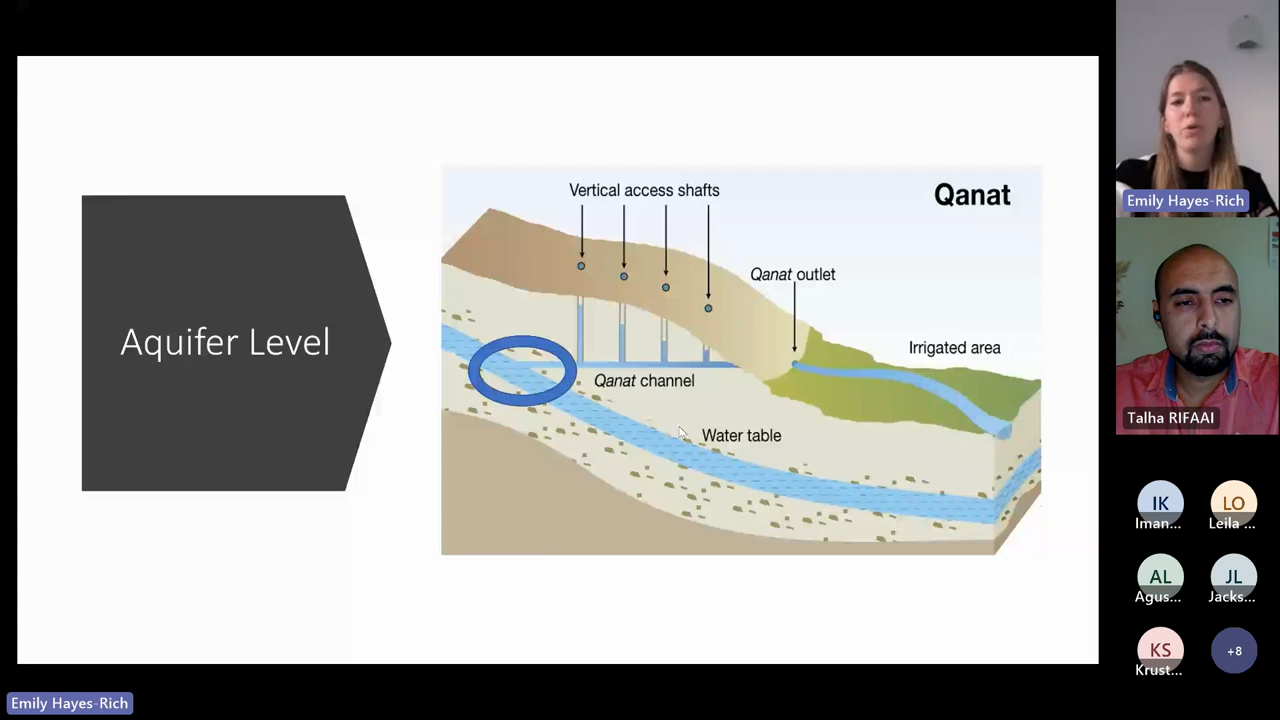 Aquifer Level
Vertical access shafts
Qanat
Qanat outlet
Irrigated area
Qanat channel
Water table
Emily Hayes-Rich
Talha RIFAAI
IK
LO
Iman...
Leila ...
AL
JL
Agus...
Jacks...
KS
+8
Krust...
Emily Hayes-Rich